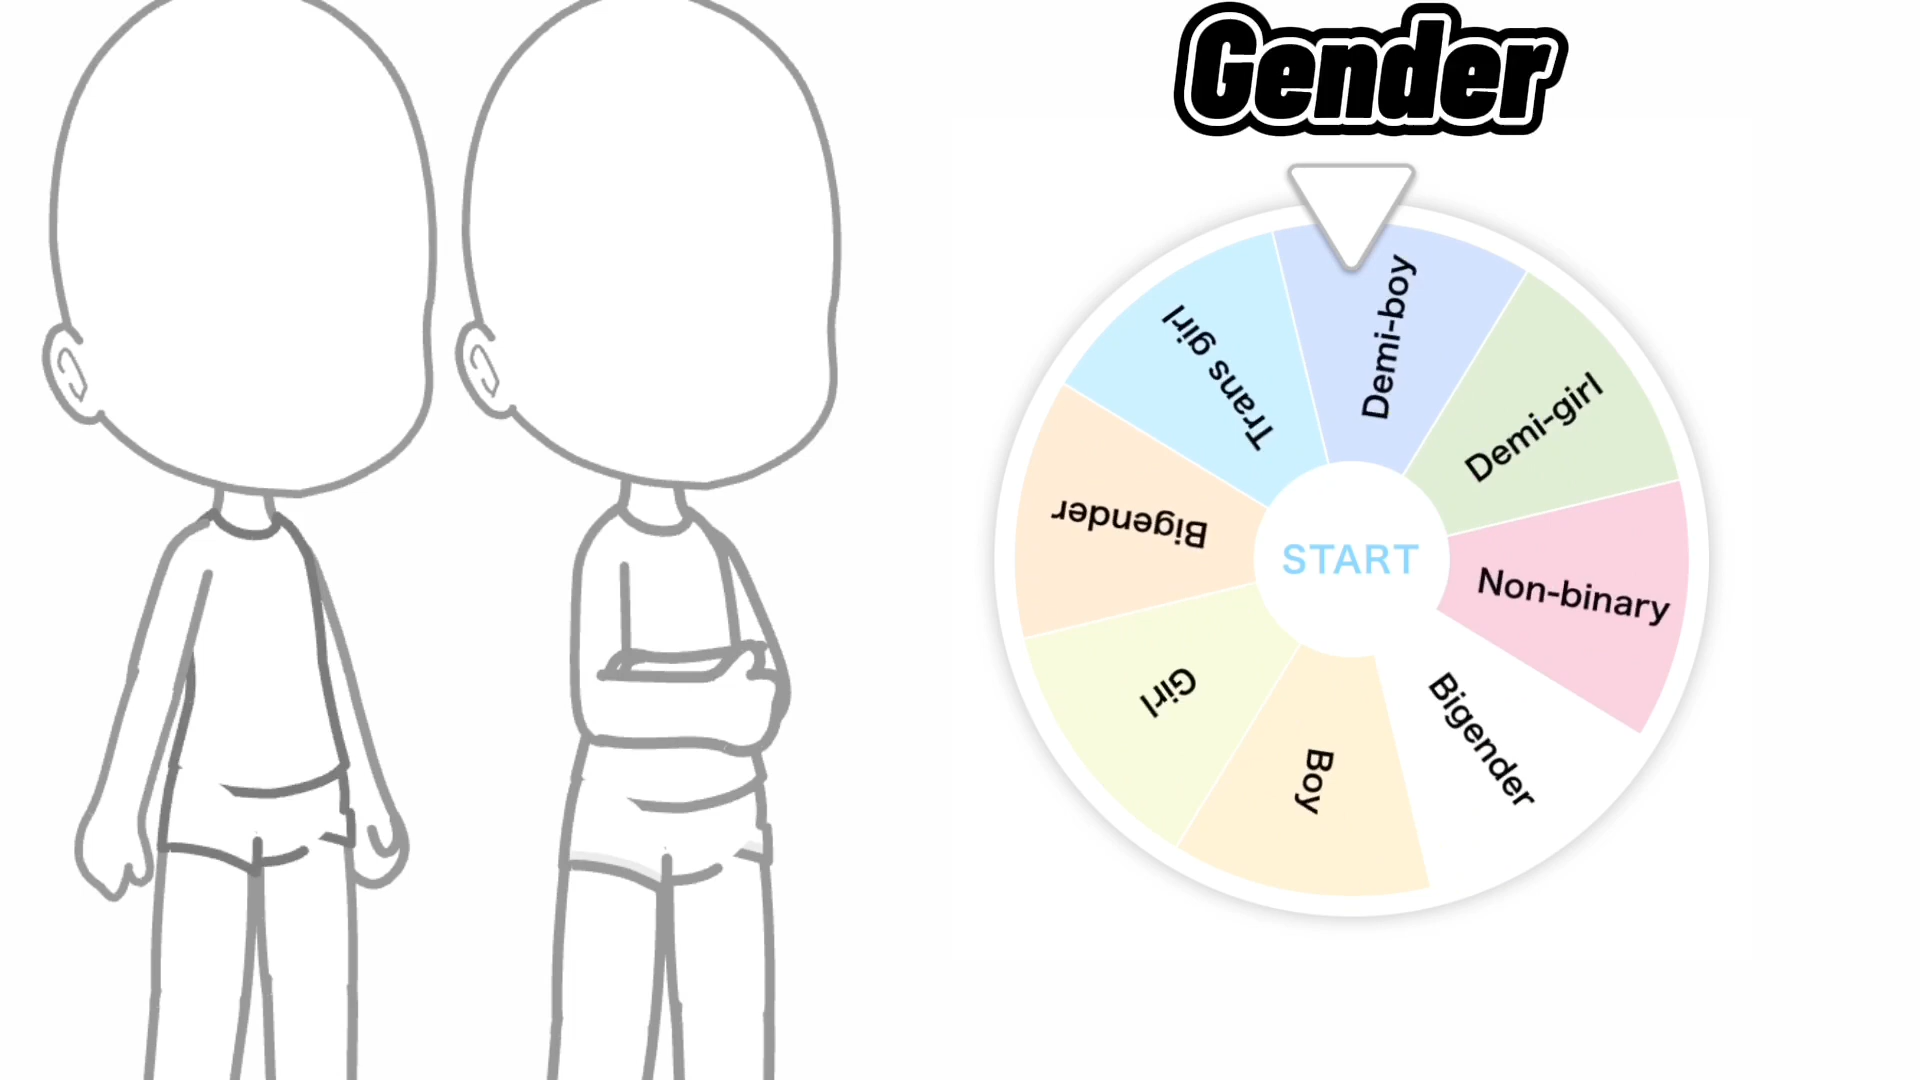 Gender
Demi-boy
Demi-girl
Non-binary
Bigender
Boy
Girl
Bigender
Trans girl
START